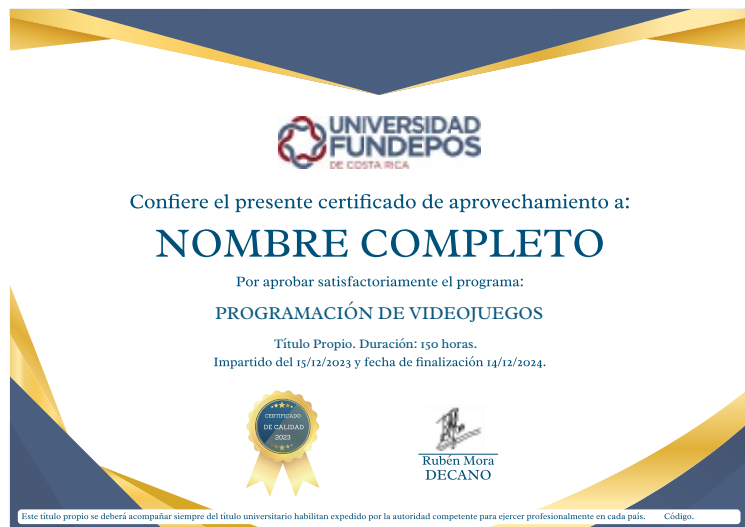 UNIVERSIDAD
FUNDEPOS
DE COSTA RICA
Confiere el presente certificado de aprovechamiento a:
NOMBRE COMPLETO
Por aprobar satisfactoriamente el programa:
PROGRAMACIÓN DE VIDEOJUEGOS
Título Propio. Duración: 150 horas.
Impartido del 15/12/2023 y fecha de finalización 14/12/2024.
CERTIFICADO
DE CALIDAD
2023
Rubén Mora
DECANO
Este título propio se deberá acompañar siempre del título universitario habilitan expedido por la autoridad competente para ejercer profesionalmente en cada país. Código.